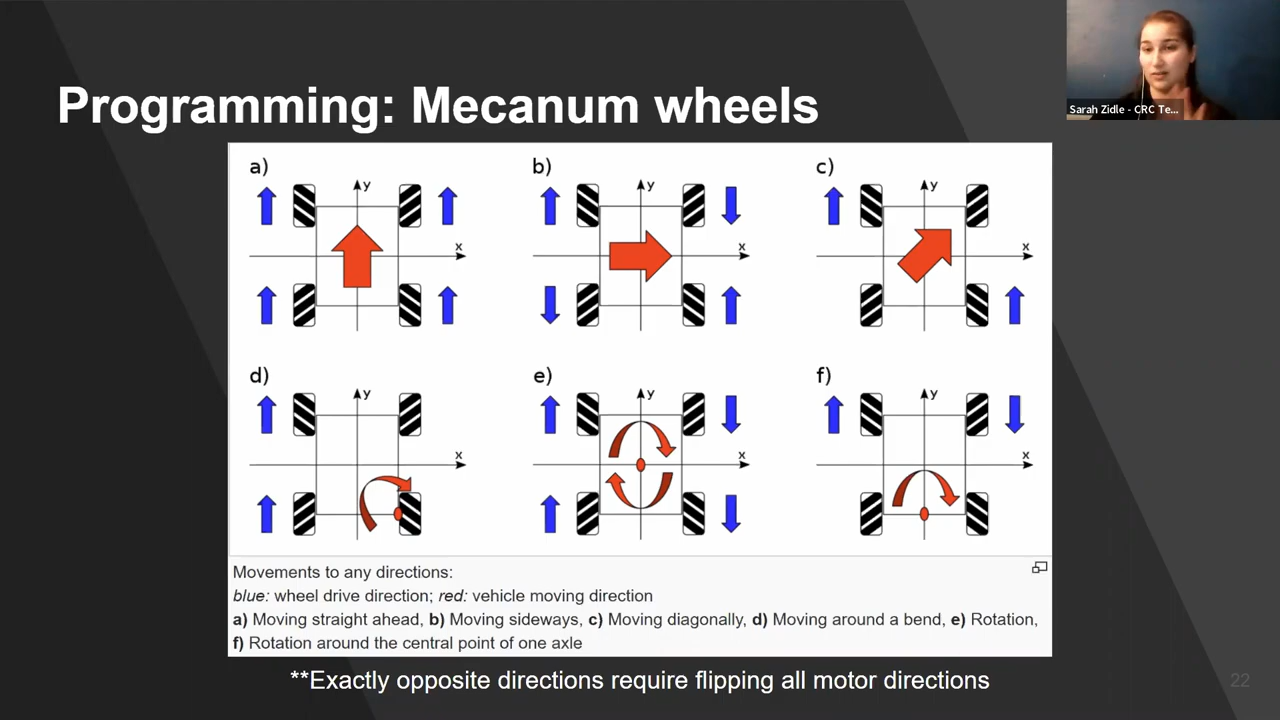 Sarah Zidle - CRC Te...
Programming: Mecanum wheels
a) b) c)
y y y
x x x
d) e) f)
y y y
x x x
Movements to any directions:
blue: wheel drive direction; red: vehicle moving direction
a) Moving straight ahead, b) Moving sideways, c) Moving diagonally, d) Moving around a bend, e) Rotation,
f) Rotation around the central point of one axle
**Exactly opposite directions require flipping all motor directions
22